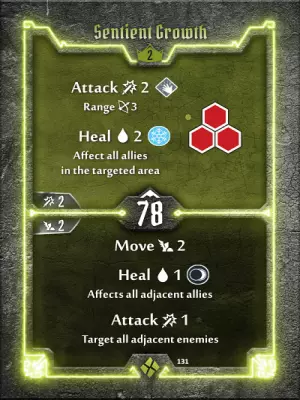 Sentient Growth
2
Attack 2
Range 3
Heal 2
Affect all allies
in the targeted area
2
78
2
Move 2
Heal 1
Affects all adjacent allies
Attack 1
Target all adjacent enemies
131